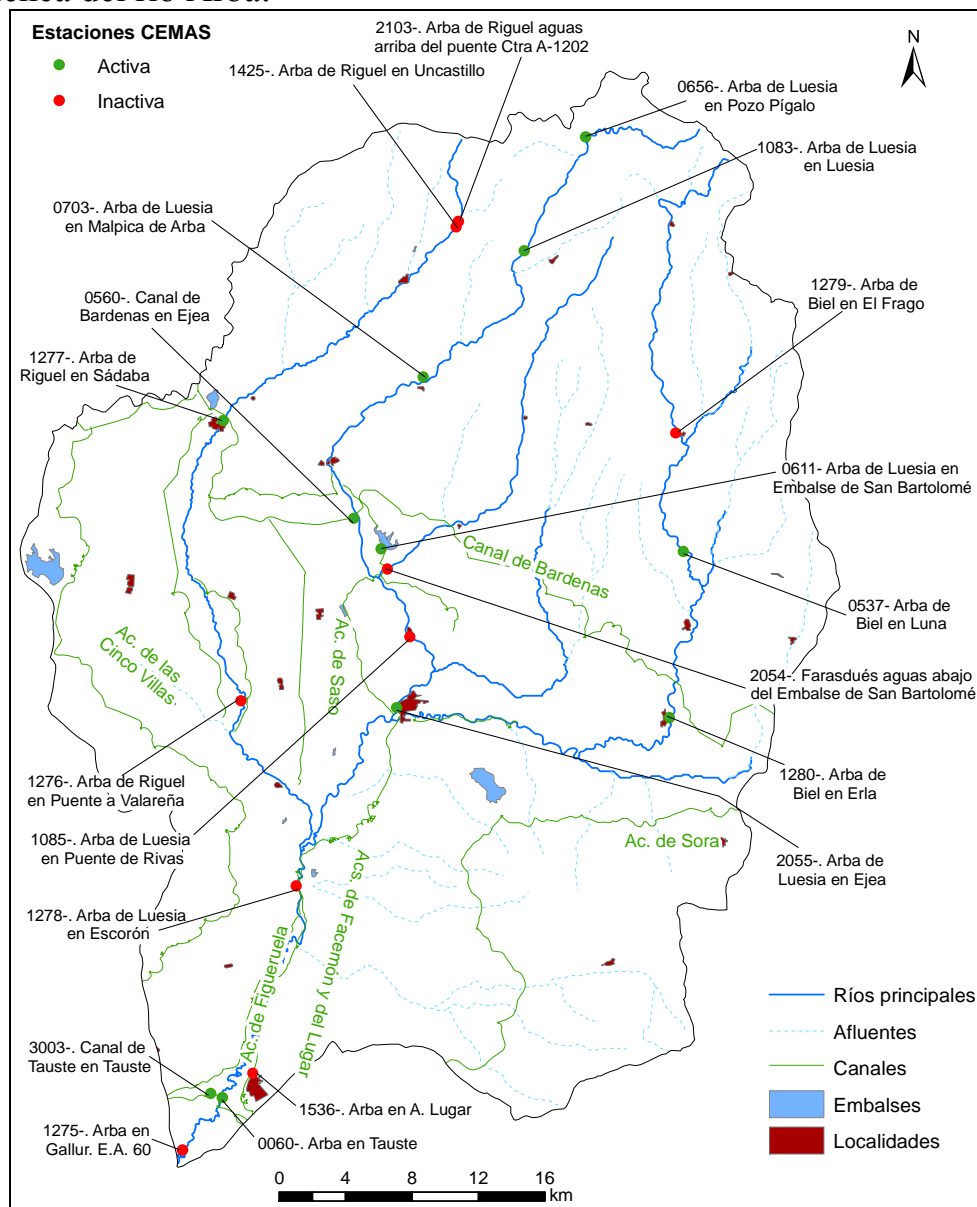 Estaciones CEMAS
Activa
Inactiva
2103-. Arba de Riguel aguas
arriba del puente Ctra A-1202
1425-. Arba de Riguel en Uncastillo
N
0656-. Arba de Luesia
en Pozo Pígalo
1083-. Arba de Luesia
en Luesia
0703-. Arba de Luesia
en Malpica de Arba
0560-. Canal de
Bardenas en Ejea
1277-. Arba de
Riguel en Sádaba
1279-. Arba de
Biel en El Frago
0611- Arba de Luesia en
Embalse de San Bartolomé
Canal de Bardenas
Ac. de las
Cinco Villas
Ac. de Saso
0537- Arba de
Biel en Luna
2054-. Farasdués aguas abajo
del Embalse de San Bartolomé
1276-. Arba de Riguel
en Puente a Valareña
1280-. Arba de
Biel en Erla
1085-. Arba de Luesia
en Puente de Rivas
Ac. de Sora
2055-. Arba de
Luesia en Ejea
1278-. Arba de Luesia
en Escorón
Ac. de Figueruela
Acs. de Facemón y del Lugar
3003-. Canal de
Tauste en Tauste
1536-. Arba en A. Lugar
1275-. Arba en
Gallur. E.A. 60
0060-. Arba en Tauste
Ríos principales
Afluentes
Canales
Embalses
Localidades
0 4 8 12 16
km